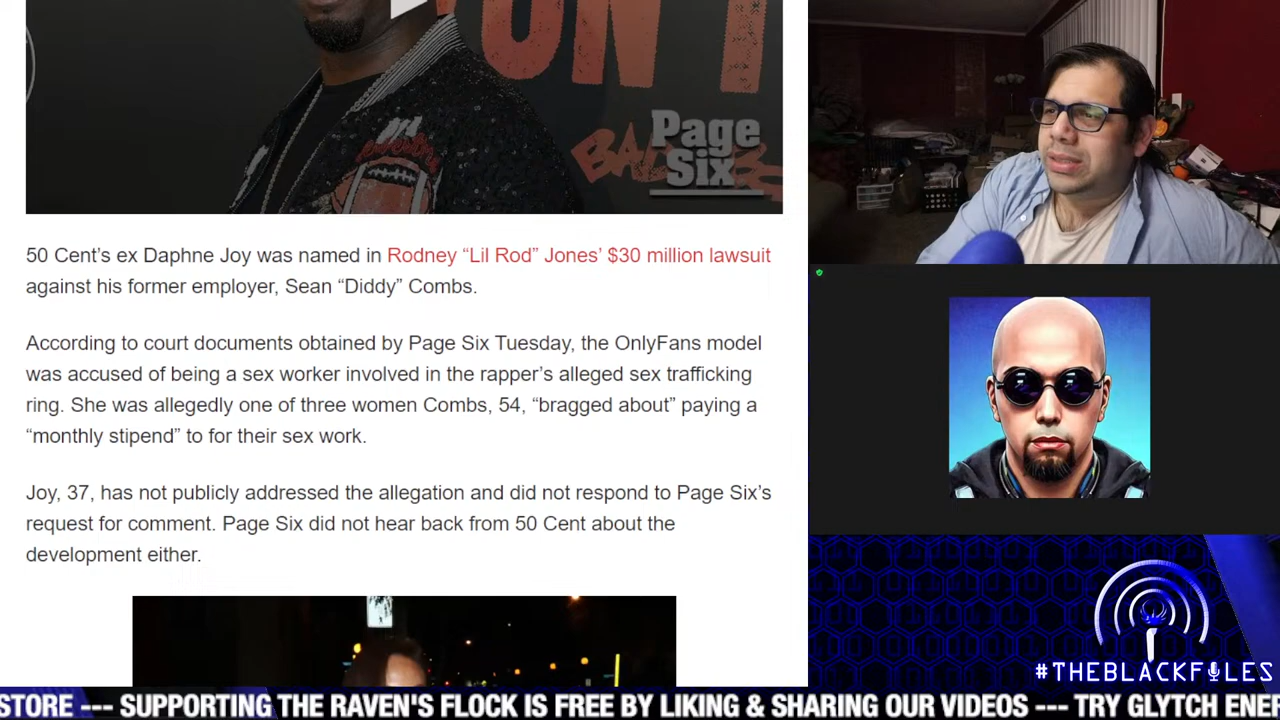 Page
Six
50 Cent’s ex Daphne Joy was named in Rodney “Lil Rod” Jones’ $30 million lawsuit
against his former employer, Sean “Diddy” Combs.
According to court documents obtained by Page Six Tuesday, the OnlyFans model
was accused of being a sex worker involved in the rapper’s alleged sex trafficking
ring. She was allegedly one of three women Combs, 54, “bragged about” paying a
“monthly stipend” to for their sex work.
Joy, 37, has not publicly addressed the allegation and did not respond to Page Six’s
request for comment. Page Six did not hear back from 50 Cent about the
development either.
#THEBLACKFILES
STORE --- SUPPORTING THE RAVEN'S FLOCK IS FREE BY LIKING & SHARING OUR VIDEOS --- TRY GLYTCH ENER